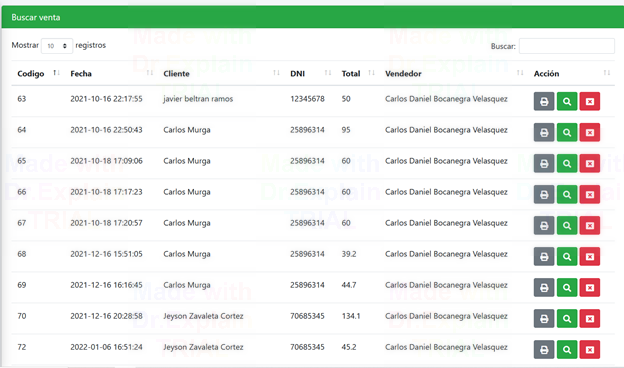 Buscar venta
Mostrar 10 registros Buscar:
Codigo Fecha Cliente DNI Total Vendedor Acción
63 2021-10-16 22:17:55 javier beltran ramos 12345678 50 Carlos Daniel Bocanegra Velasquez
64 2021-10-16 22:50:43 Carlos Murga 25896314 95 Carlos Daniel Bocanegra Velasquez
65 2021-10-18 17:09:06 Carlos Murga 25896314 60 Carlos Daniel Bocanegra Velasquez
66 2021-10-18 17:17:23 Carlos Murga 25896314 60 Carlos Daniel Bocanegra Velasquez
67 2021-10-18 17:20:57 Carlos Murga 25896314 60 Carlos Daniel Bocanegra Velasquez
68 2021-12-16 15:51:05 Carlos Murga 25896314 39.2 Carlos Daniel Bocanegra Velasquez
69 2021-12-16 16:16:45 Carlos Murga 25896314 44.7 Carlos Daniel Bocanegra Velasquez
70 2021-12-16 20:28:58 Jeyson Zavaleta Cortez 70685345 134.1 Carlos Daniel Bocanegra Velasquez
72 2022-01-06 16:51:24 Jeyson Zavaleta Cortez 70685345 45.2 Carlos Daniel Bocanegra Velasquez
Made with
Dr.Explain
TRIAL